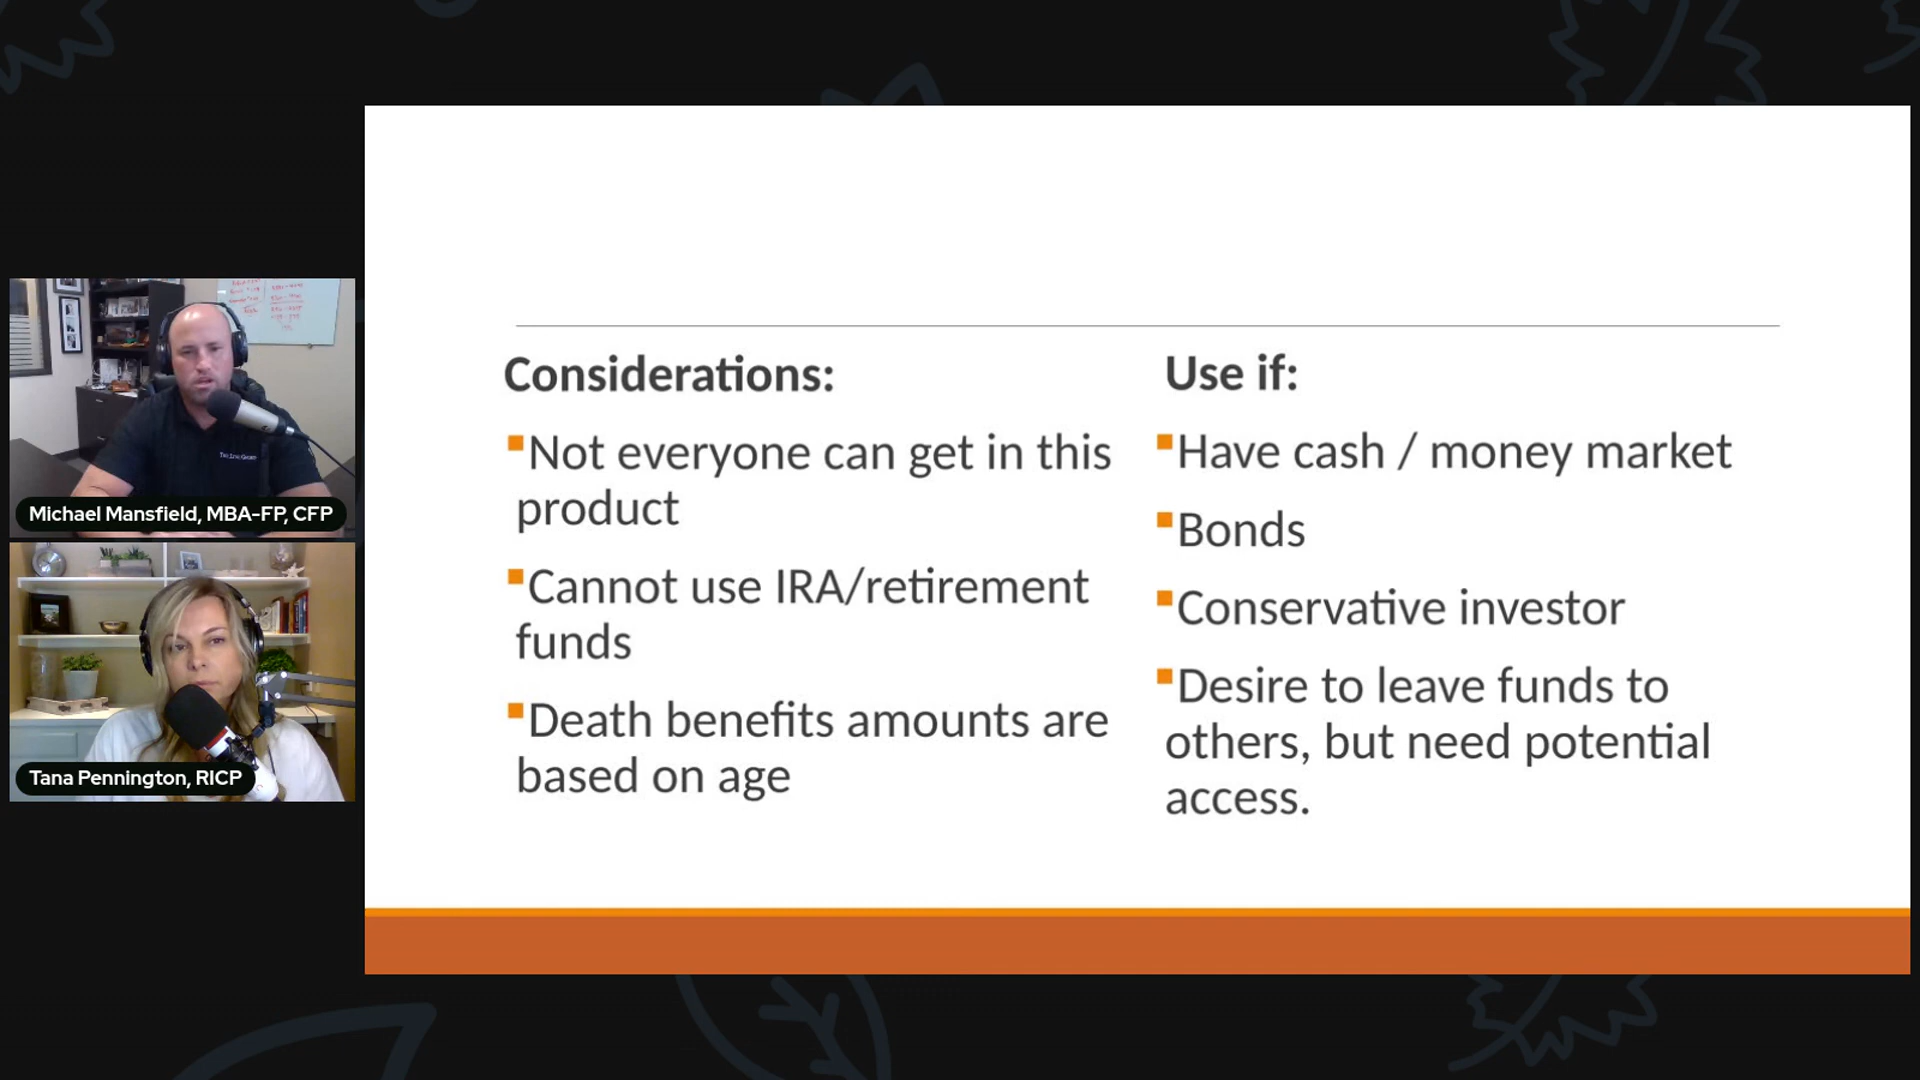 Michael Mansfield, MBA-FP, CFP
Tana Pennington, RICP
Considerations:
Not everyone can get in this
product
Cannot use IRA/retirement
funds
Death benefits amounts are
based on age
Use if:
Have cash / money market
Bonds
Conservative investor
Desire to leave funds to
others, but need potential
access.